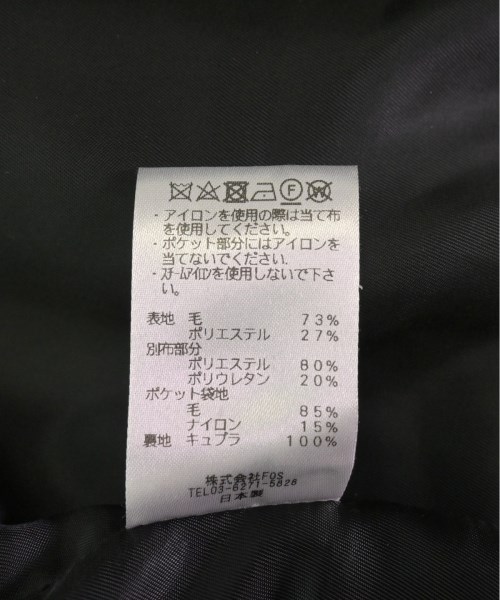 F W
・アイロンを使用の際は当て布
を使用してください。
・ポケット部分にはアイロンを
当てないでください.
・ｽﾁｰﾑｱｲﾛﾝを使用しないで下さ
い。
表地 毛 73%
ポリエステル 27%
別布部分
ポリエステル 80%
ポリウレタン 20%
ポケット袋地
毛 85%
ナイロン 15%
裏地 キュプラ 100%
株式会社FOS
TEL03-6271-5828
日本製